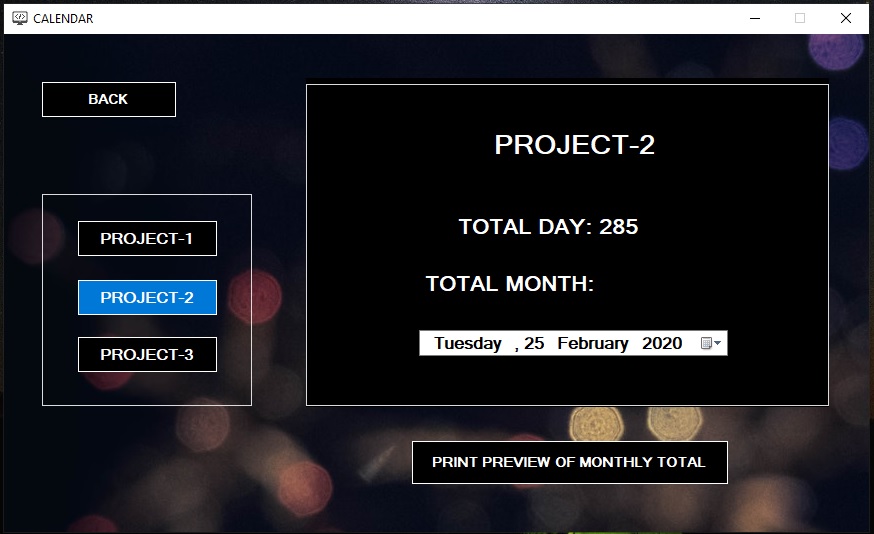 CALENDAR
BACK
PROJECT-1
PROJECT-2
PROJECT-3
PROJECT-2
TOTAL DAY: 285
TOTAL MONTH:
Tuesday , 25 February 2020
PRINT PREVIEW OF MONTHLY TOTAL